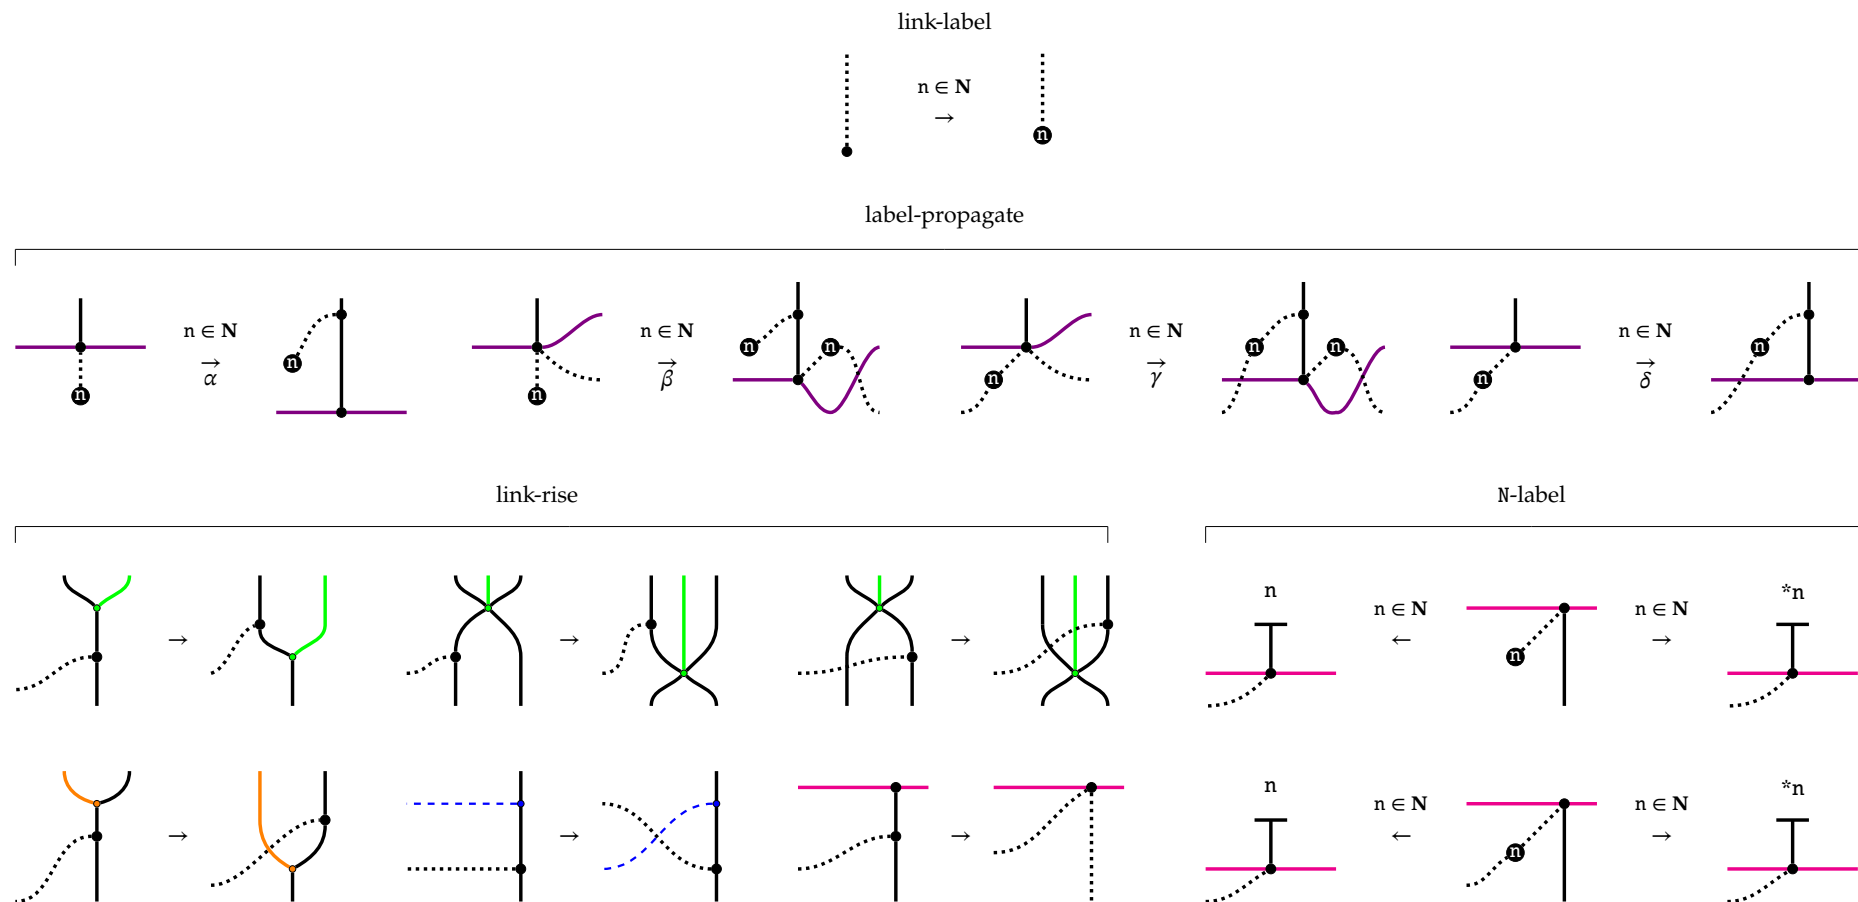 link-label
n ∈ N
→
n
label-propagate
n ∈ N
→
α
n
n
n ∈ N
→
β
n
n
n
n ∈ N
→
γ
n
n
n
n ∈ N
→
δ
n
n
link-rise
N-label
→
→
→
n
n ∈ N
←
n
n ∈ N
→
*n
→
→
→
n
n ∈ N
←
n
n ∈ N
→
*n